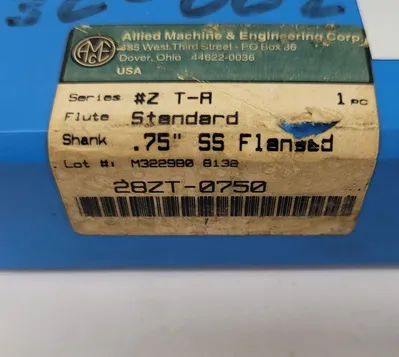 AMEC
Allied Machine & Engineering Corp.
485 West Third Street - PO Box 36
Dover, Ohio 44622-0036
USA
Series #Z T-A 1 pc
Flute Standard
Shank .75" SS Flanged
Lot #: M322980 8138
28ZT-0750